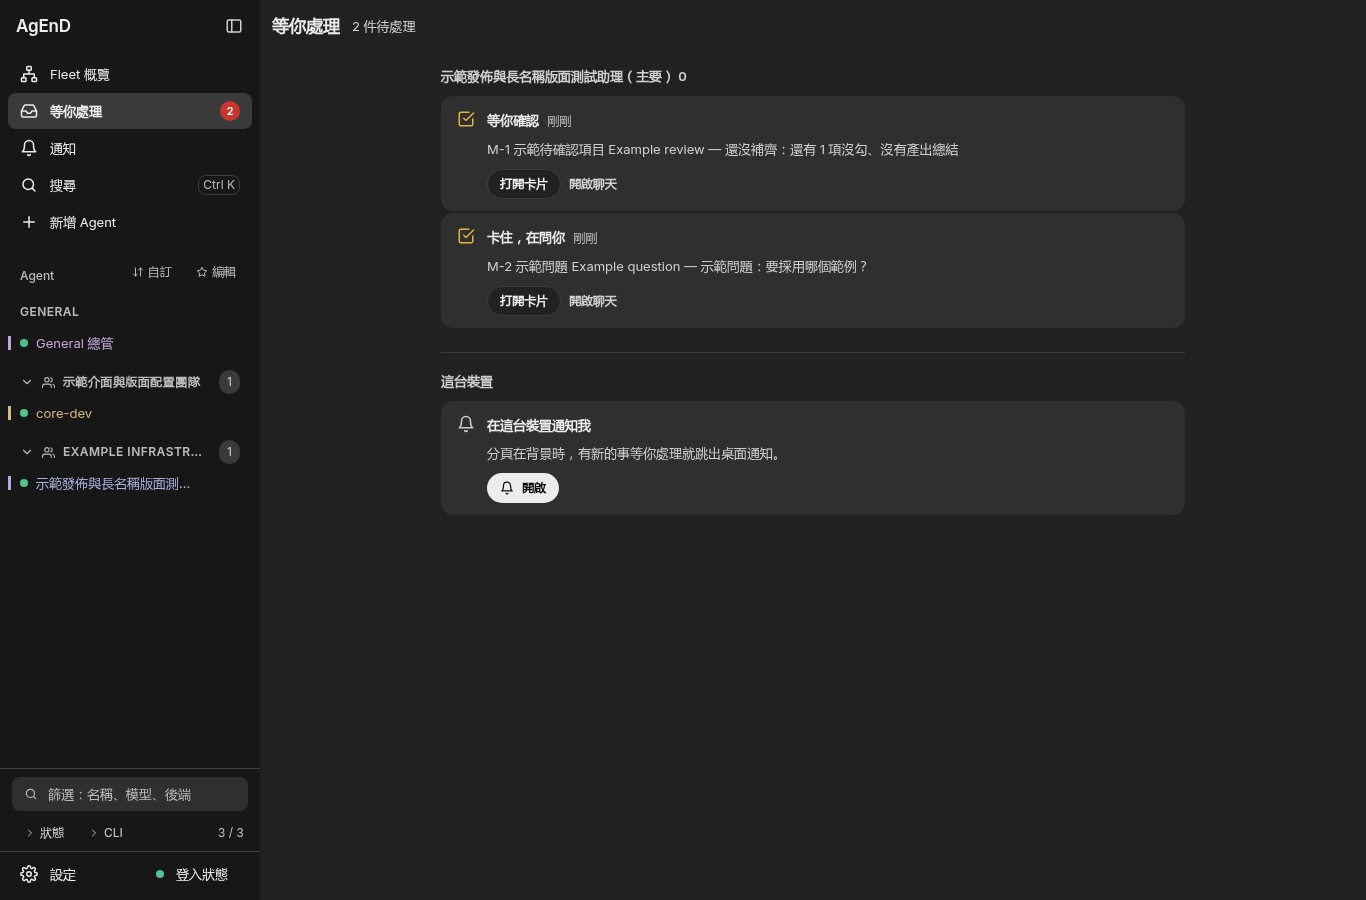 AgEnD
Fleet 概覽
等你處理 2
通知
搜尋 Ctrl K
新增 Agent
Agent 自訂 編輯
GENERAL
General 總管
示範介面與版面配置團隊 1
core-dev
EXAMPLE INFRASTR... 1
示範發佈與長名稱版面測...
篩選：名稱、模型、後端
狀態 CLI 3 / 3
設定 登入狀態
等你處理 2 件待處理
示範發佈與長名稱版面測試助理（主要） 0
等你確認 剛剛
M-1 示範待確認項目 Example review — 還沒補齊：還有 1 項沒勾、沒有產出總結
打開卡片 開啟聊天
卡住，在問你 剛剛
M-2 示範問題 Example question — 示範問題：要採用哪個範例？
打開卡片 開啟聊天
這台裝置
在這台裝置通知我
分頁在背景時，有新的事等你處理就跳出桌面通知。
開啟